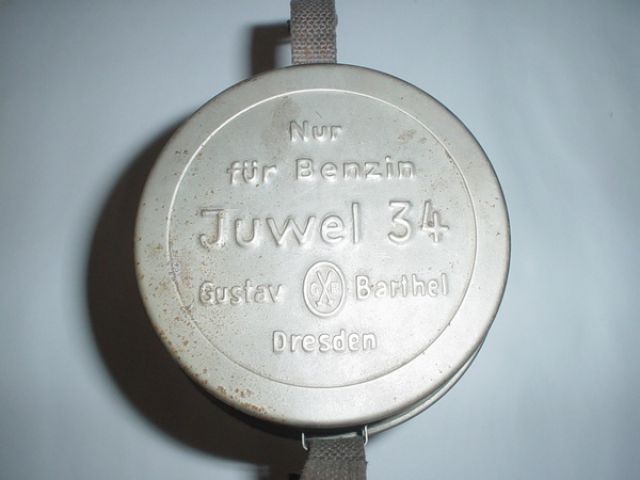 Nur
für Benzin
Juwel 34
Gustav Barthel
Dresden